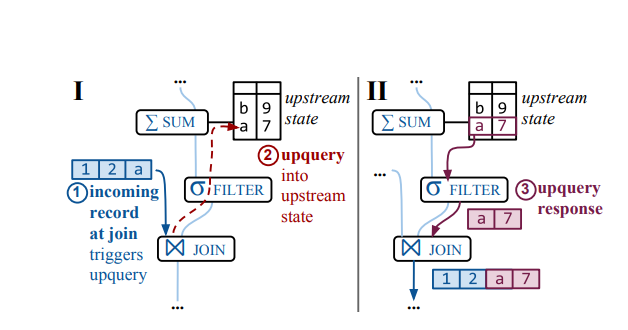 I
...
∑ SUM
b 9
a 7
upstream
state
② upquery
into
upstream
state
1 2 a
① incoming
record
at join
triggers
upquery
σ FILTER
⋈ JOIN
...
II
...
∑ SUM
b 9
a 7
upstream
state
...
σ FILTER
③ upquery
response
a 7
⋈ JOIN
1 2 a 7
...